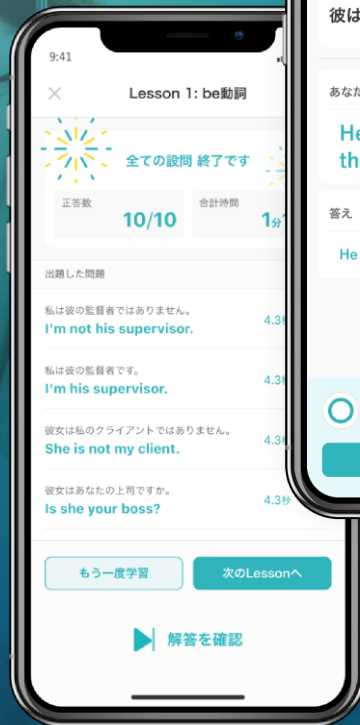 9:41
Lesson 1: be動詞
全ての設問 終了です
正答数
10/10
合計時間
1分
出題した問題
私は彼の監督者ではありません。
I'm not his supervisor.
4.3秒
私は彼の監督者です。
I'm his supervisor.
4.3秒
彼女は私のクライアントではありません。
She is not my client.
4.3秒
彼女はあなたの上司ですか。
Is she your boss?
4.3秒
もう一度学習
次のLessonへ
解答を確認
彼は
あなた
He
th
答え
He